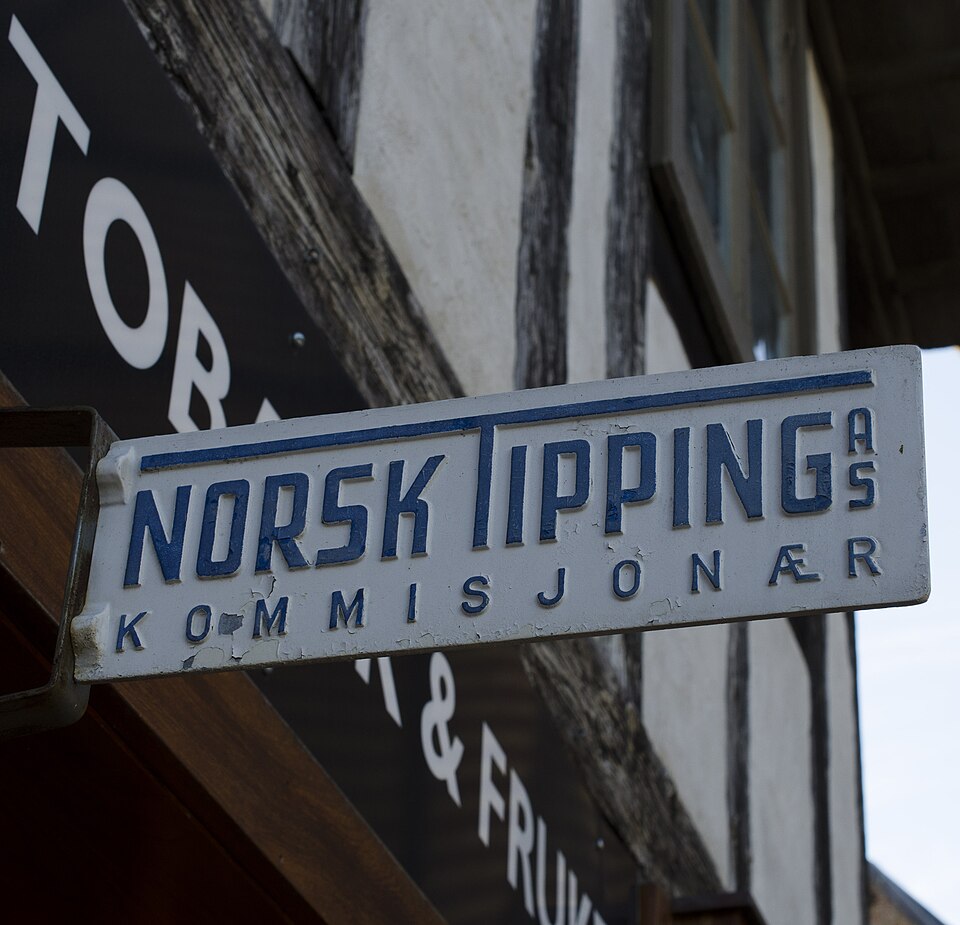 NORSK TIPPING AS
KOMMISJONÆR
TOB
& FRUK